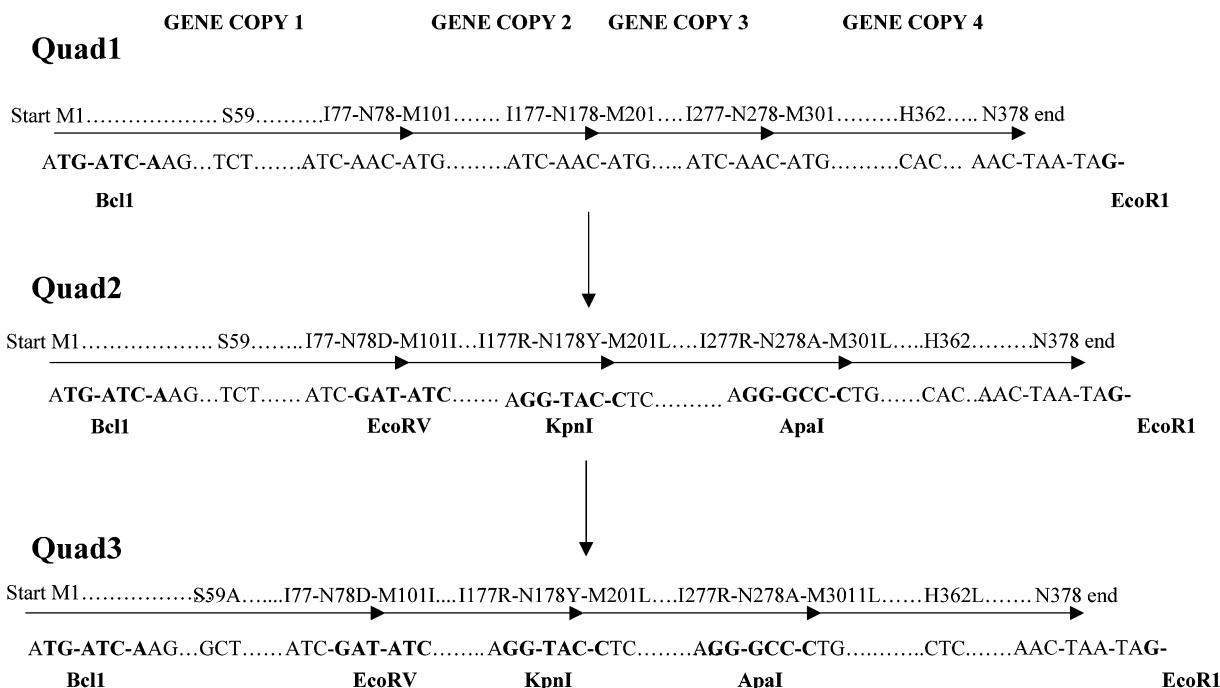 GENE COPY 1 GENE COPY 2 GENE COPY 3 GENE COPY 4
Quad1
Start M1……………….. S59……….I77-N78-M101……. I177-N178-M201…. I277-N278-M301………H362….. N378 end
ATG-ATC-AAG…TCT…….ATC-AAC-ATG………ATC-AAC-ATG….. ATC-AAC-ATG……….CAC… AAC-TAA-TAG-
Bcl1 EcoR1
Quad2
Start M1………………. S59…….. I77-N78D-M101I…I177R-N178Y-M201L….I277R-N278A-M301L…..H362………N378 end
ATG-ATC-AAG…TCT…… ATC-GAT-ATC……. AGG-TAC-CTC………. AGG-GCC-CTG……CAC..AAC-TAA-TAG-
Bcl1 EcoRV KpnI ApaI EcoR1
Quad3
Start M1……………..S59A…...I77-N78D-M101I....I177R-N178Y-M201L….I277R-N278A-M3011L……H362L…….N378 end
ATG-ATC-AAG…GCT…… ATC-GAT-ATC…….. AGG-TAC-CTC…….. AGG-GCC-CTG…..……CTC…… AAC-TAA-TAG-
Bcl1 EcoRV KpnI ApaI EcoR1